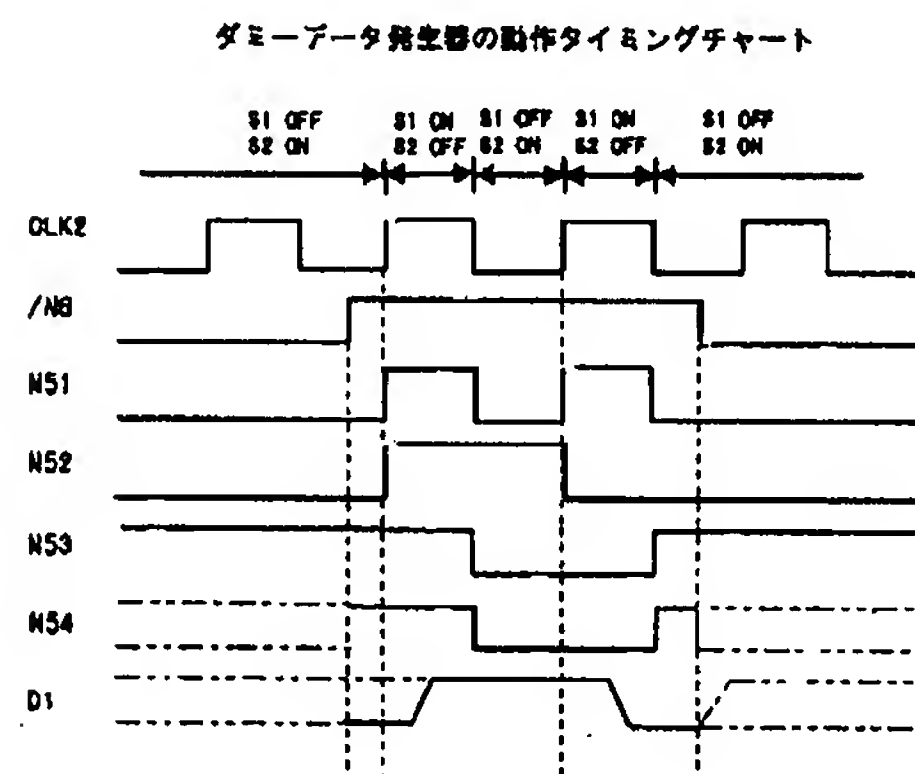 ダミーデータ発生器の動作タイミングチャート
S1 OFF S1 ON S1 OFF S1 ON S1 OFF
S2 ON S2 OFF S2 ON S2 OFF S2 ON
CLK2
/N8
N51
N52
N53
N54
D1